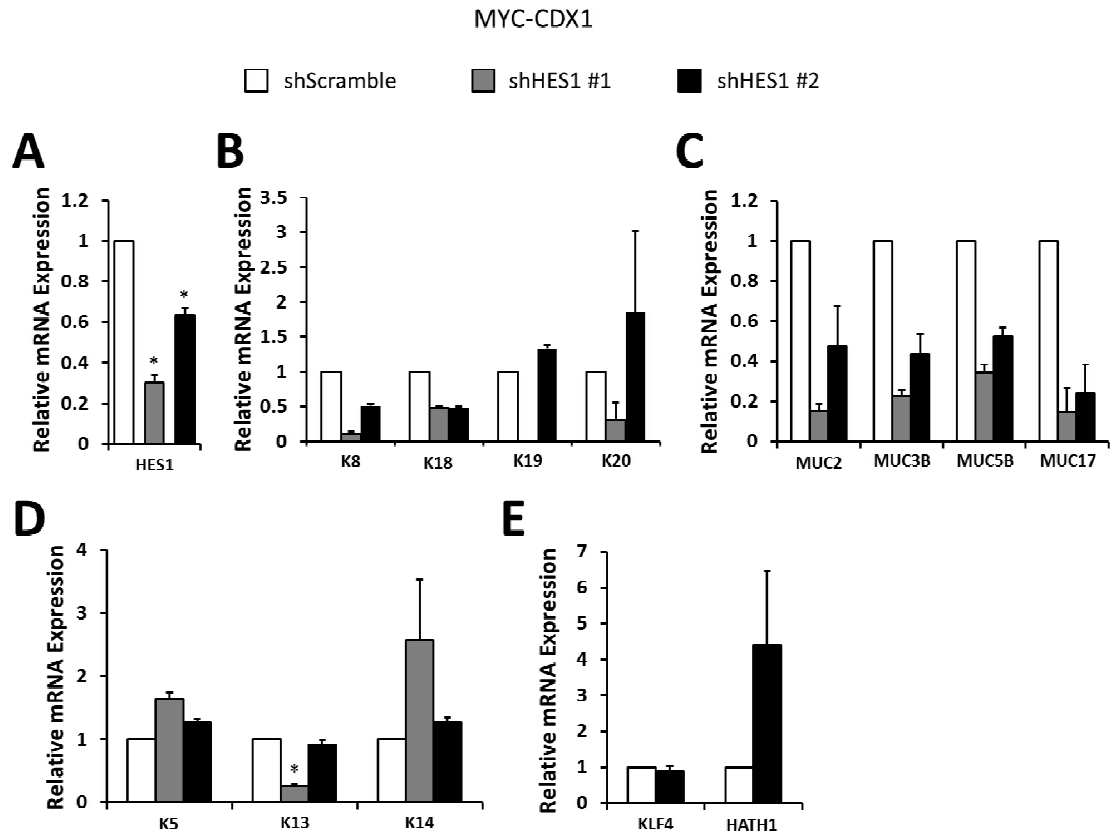 MYC-CDX1
shScramble shHES1 #1 shHES1 #2
A
Relative mRNA Expression
1.2
1
0.8
0.6
0.4
0.2
0
*
*
HES1
B
Relative mRNA Expression
3.5
3
2.5
2
1.5
1
0.5
0
K8 K18 K19 K20
C
Relative mRNA Expression
1.2
1
0.8
0.6
0.4
0.2
0
MUC2 MUC3B MUC5B MUC17
D
Relative mRNA Expression
4
3
2
1
0
*
K5 K13 K14
E
Relative mRNA Expression
7
6
5
4
3
2
1
0
KLF4 HATH1